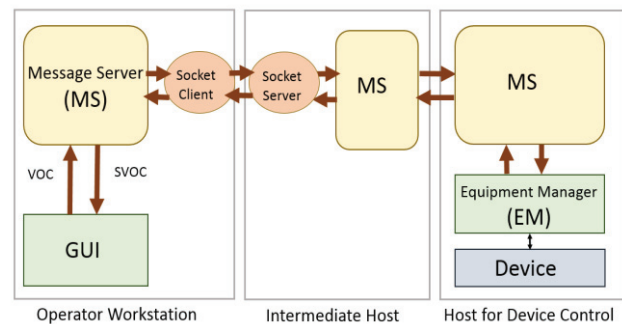 Message Server
(MS)
Socket
Client
Socket
Server
MS
MS
VOC
SVOC
GUI
Equipment Manager
(EM)
Device
Operator Workstation
Intermediate Host
Host for Device Control